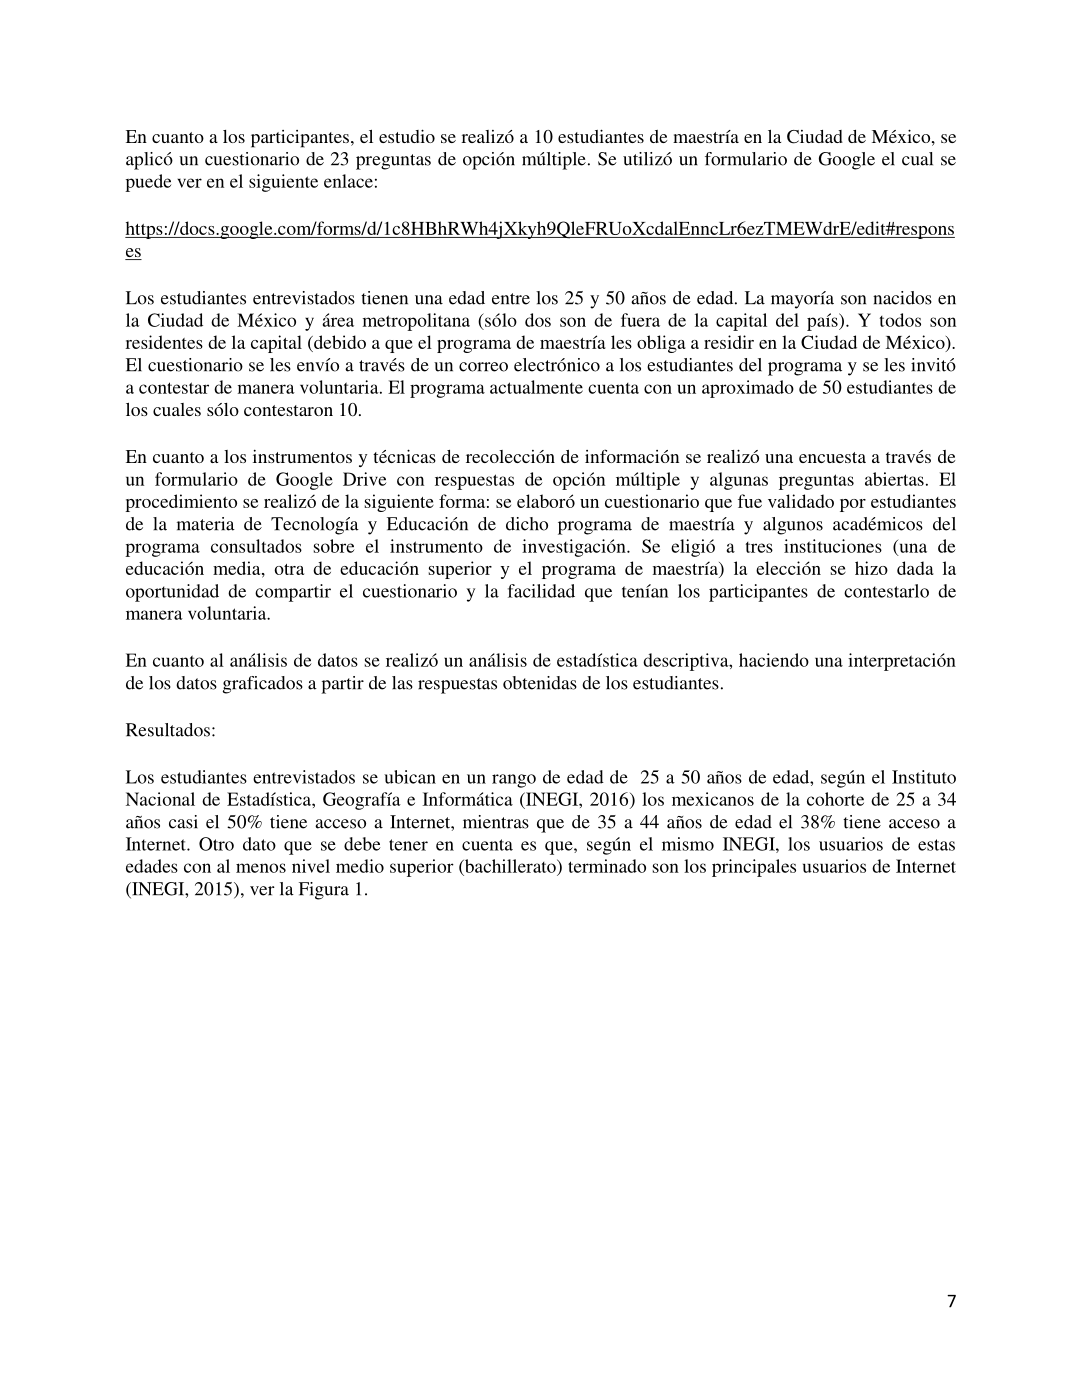 En cuanto a los participantes, el estudio se realizó a 10 estudiantes de maestría en la Ciudad de México, se
aplicó un cuestionario de 23 preguntas de opción múltiple. Se utilizó un formulario de Google el cual se
puede ver en el siguiente enlace:
https://docs.google.com/forms/d/1c8HBhRWh4jXkyh9QleFRUoXcdalEnncLr6ezTMEWdrE/edit#respons
es
Los estudiantes entrevistados tienen una edad entre los 25 y 50 años de edad. La mayoría son nacidos en
la Ciudad de México y área metropolitana (sólo dos son de fuera de la capital del país). Y todos son
residentes de la capital (debido a que el programa de maestría les obliga a residir en la Ciudad de México).
El cuestionario se les envío a través de un correo electrónico a los estudiantes del programa y se les invitó
a contestar de manera voluntaria. El programa actualmente cuenta con un aproximado de 50 estudiantes de
los cuales sólo contestaron 10.
En cuanto a los instrumentos y técnicas de recolección de información se realizó una encuesta a través de
un formulario de Google Drive con respuestas de opción múltiple y algunas preguntas abiertas. El
procedimiento se realizó de la siguiente forma: se elaboró un cuestionario que fue validado por estudiantes
de la materia de Tecnología y Educación de dicho programa de maestría y algunos académicos del
programa consultados sobre el instrumento de investigación. Se eligió a tres instituciones (una de
educación media, otra de educación superior y el programa de maestría) la elección se hizo dada la
oportunidad de compartir el cuestionario y la facilidad que tenían los participantes de contestarlo de
manera voluntaria.
En cuanto al análisis de datos se realizó un análisis de estadística descriptiva, haciendo una interpretación
de los datos graficados a partir de las respuestas obtenidas de los estudiantes.
Resultados:
Los estudiantes entrevistados se ubican en un rango de edad de  25 a 50 años de edad, según el Instituto
Nacional de Estadística, Geografía e Informática (INEGI, 2016) los mexicanos de la cohorte de 25 a 34
años casi el 50% tiene acceso a Internet, mientras que de 35 a 44 años de edad el 38% tiene acceso a
Internet. Otro dato que se debe tener en cuenta es que, según el mismo INEGI, los usuarios de estas
edades con al menos nivel medio superior (bachillerato) terminado son los principales usuarios de Internet
(INEGI, 2015), ver la Figura 1.
7